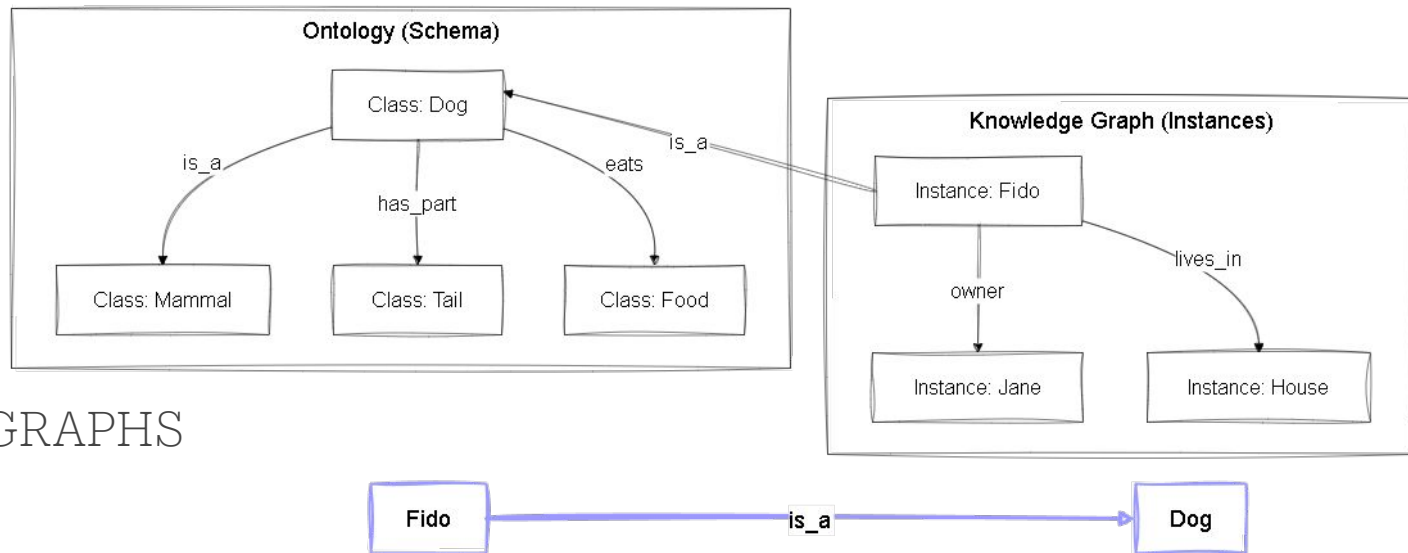 Ontology (Schema)
Class: Dog
is_a
has_part
eats
Class: Mammal
Class: Tail
Class: Food
is_a
Knowledge Graph (Instances)
Instance: Fido
owner
lives_in
Instance: Jane
Instance: House
GRAPHS
Fido
is_a
Dog